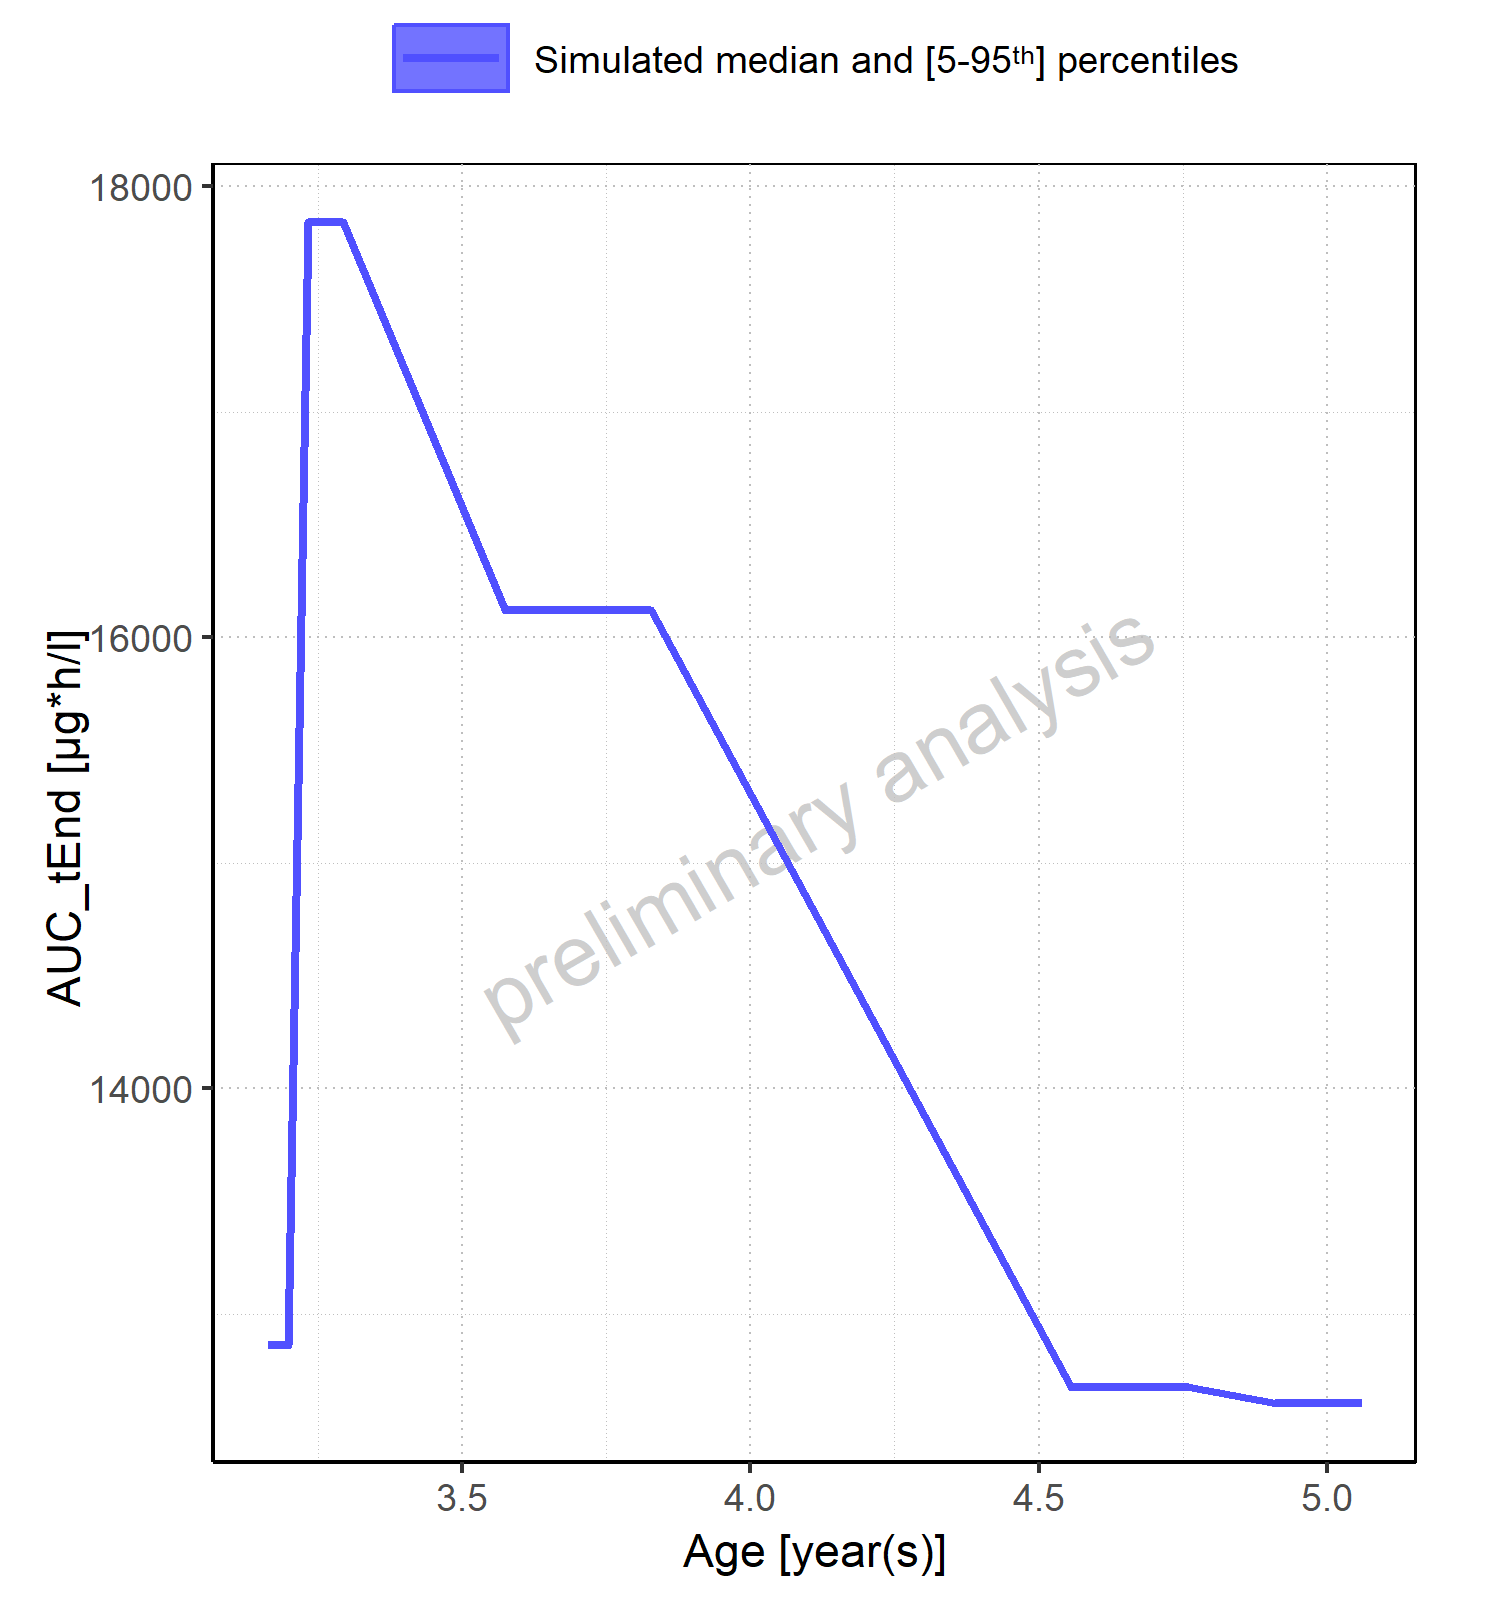 Simulated median and [5-95th] percentiles
18000
16000
14000
AUC_tEnd [µg*h/l]
preliminary analysis
3.5 4.0 4.5 5.0
Age [year(s)]